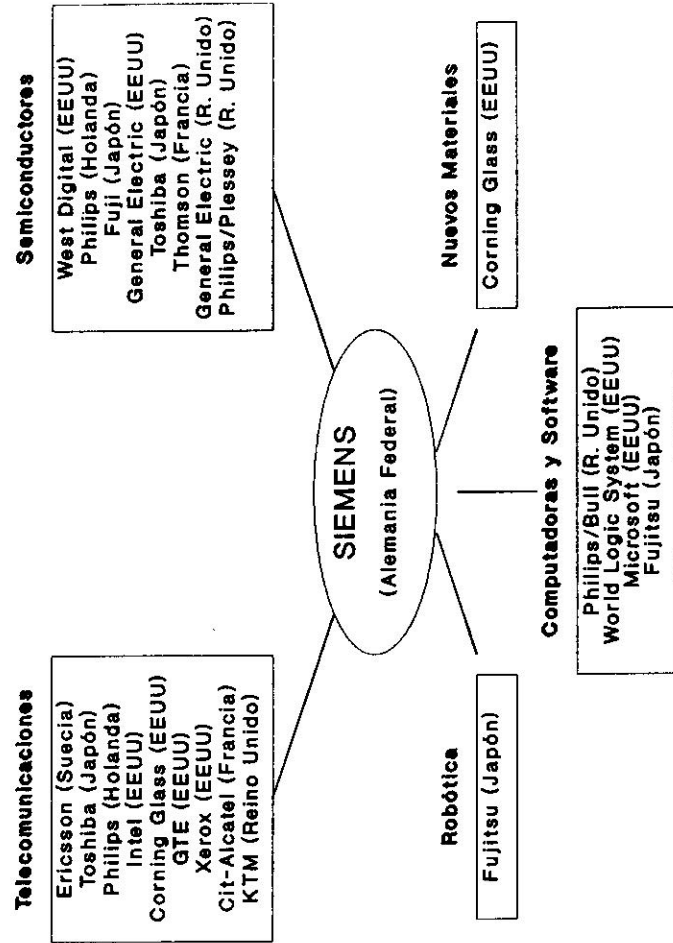 Telecomunicaciones
Ericsson (Suecia)
Toshiba (Japón)
Philips (Holanda)
Intel (EEUU)
Corning Glass (EEUU)
GTE (EEUU)
Xerox (EEUU)
Cit-Alcatel (Francia)
KTM (Reino Unido)
Semiconductores
West Digital (EEUU)
Philips (Holanda)
Fuji (Japón)
General Electric (EEUU)
Toshiba (Japón)
Thomson (Francia)
General Electric (R. Unido)
Philips/Plessey (R. Unido)
SIEMENS
(Alemania Federal)
Robótica
Fujitsu (Japón)
Computadoras y Software
Philips/Bull (R. Unido)
World Logic System (EEUU)
Microsoft (EEUU)
Fujitsu (Japón)
Nuevos Materiales
Corning Glass (EEUU)